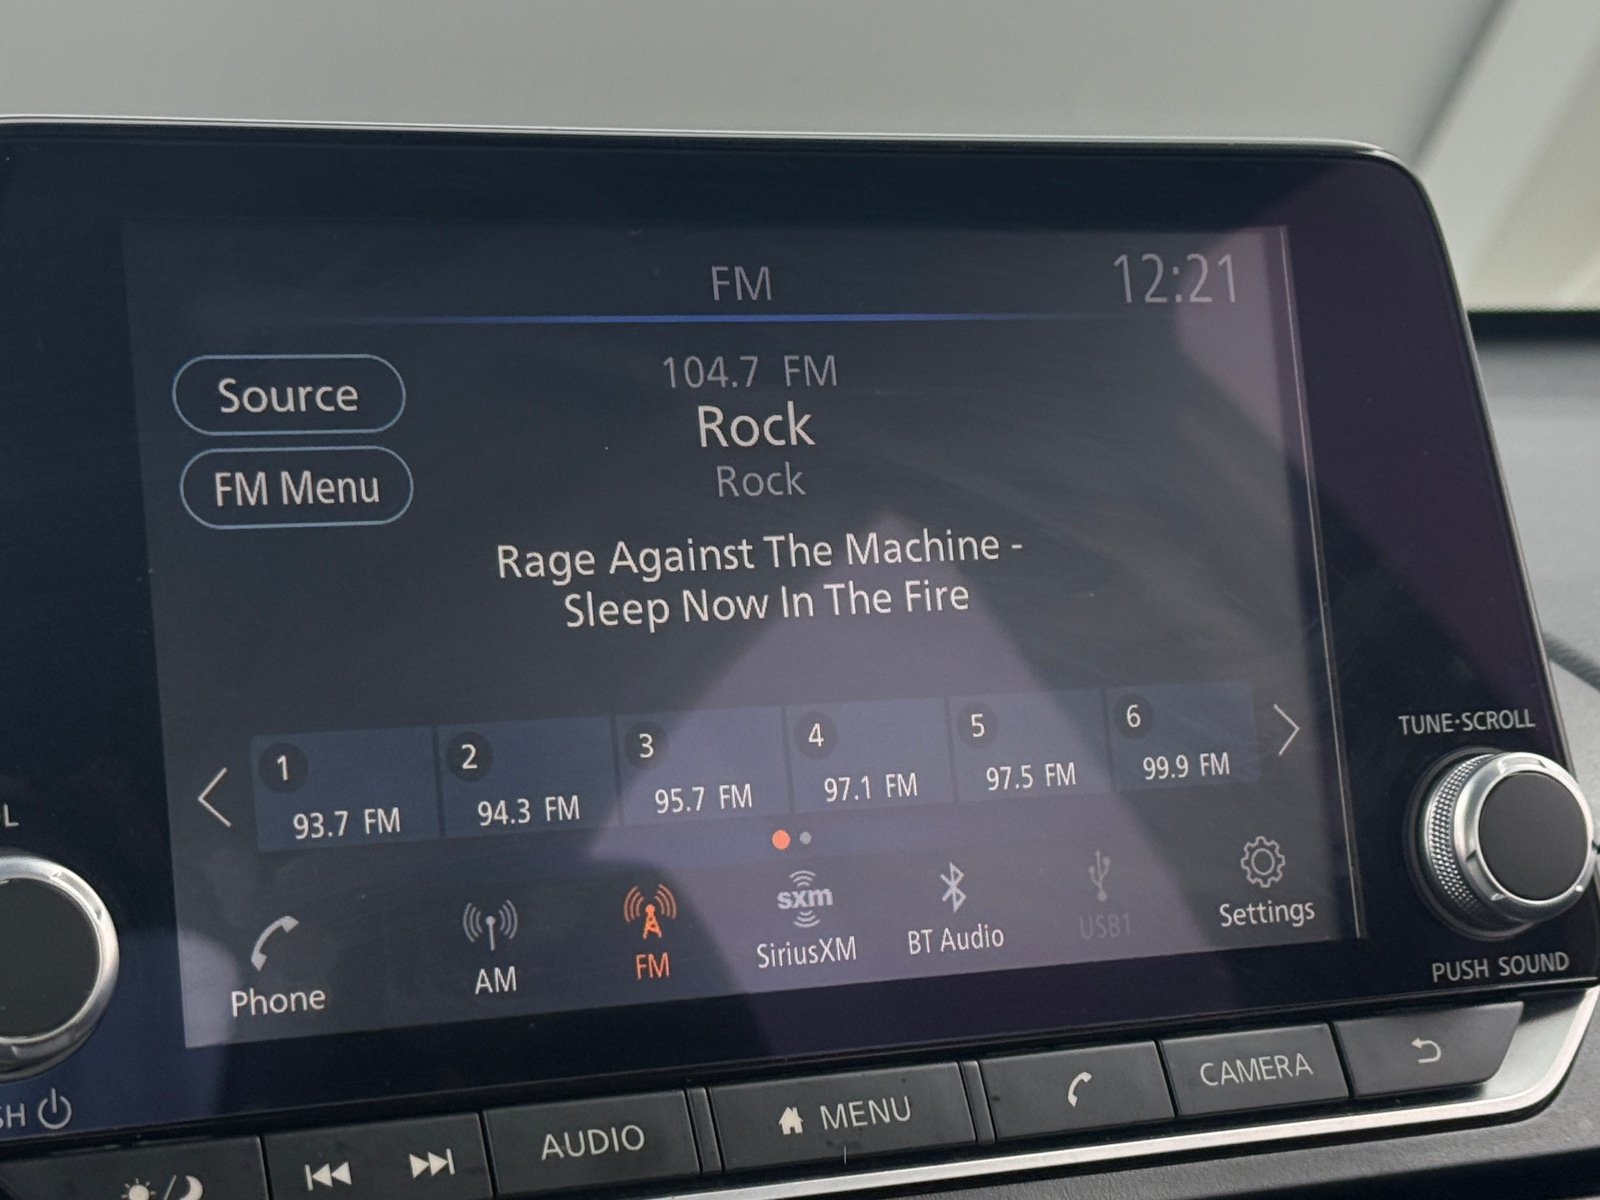 FM
12:21
Source
104.7 FM
Rock
FM Menu
Rock
Rage Against The Machine -
Sleep Now In The Fire
1
93.7 FM
2
94.3 FM
3
95.7 FM
4
97.1 FM
5
97.5 FM
6
99.9 FM
TUNE·SCROLL
Phone
AM
FM
sxm
SiriusXM
BT Audio
USB1
Settings
PUSH SOUND
AUDIO
MENU
CAMERA